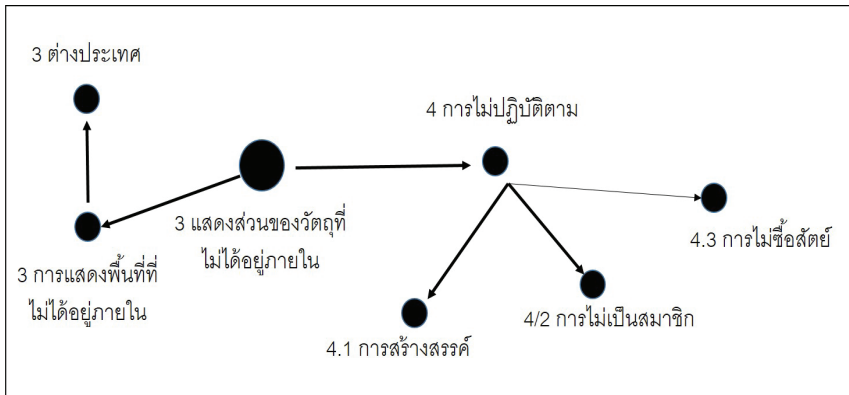 3 ต่างประเทศ
4 การไม่ปฏิบัติตาม
3 แสดงส่วนของวัตถุที่
ไม่ได้อยู่ภายใน
4.3 การไม่ซื้อสัตย์
3 การแสดงพื้นที่ที่
ไม่ได้อยู่ภายใน
4/2 การไม่เป็นสมาชิก
4.1 การสร้างสรรค์